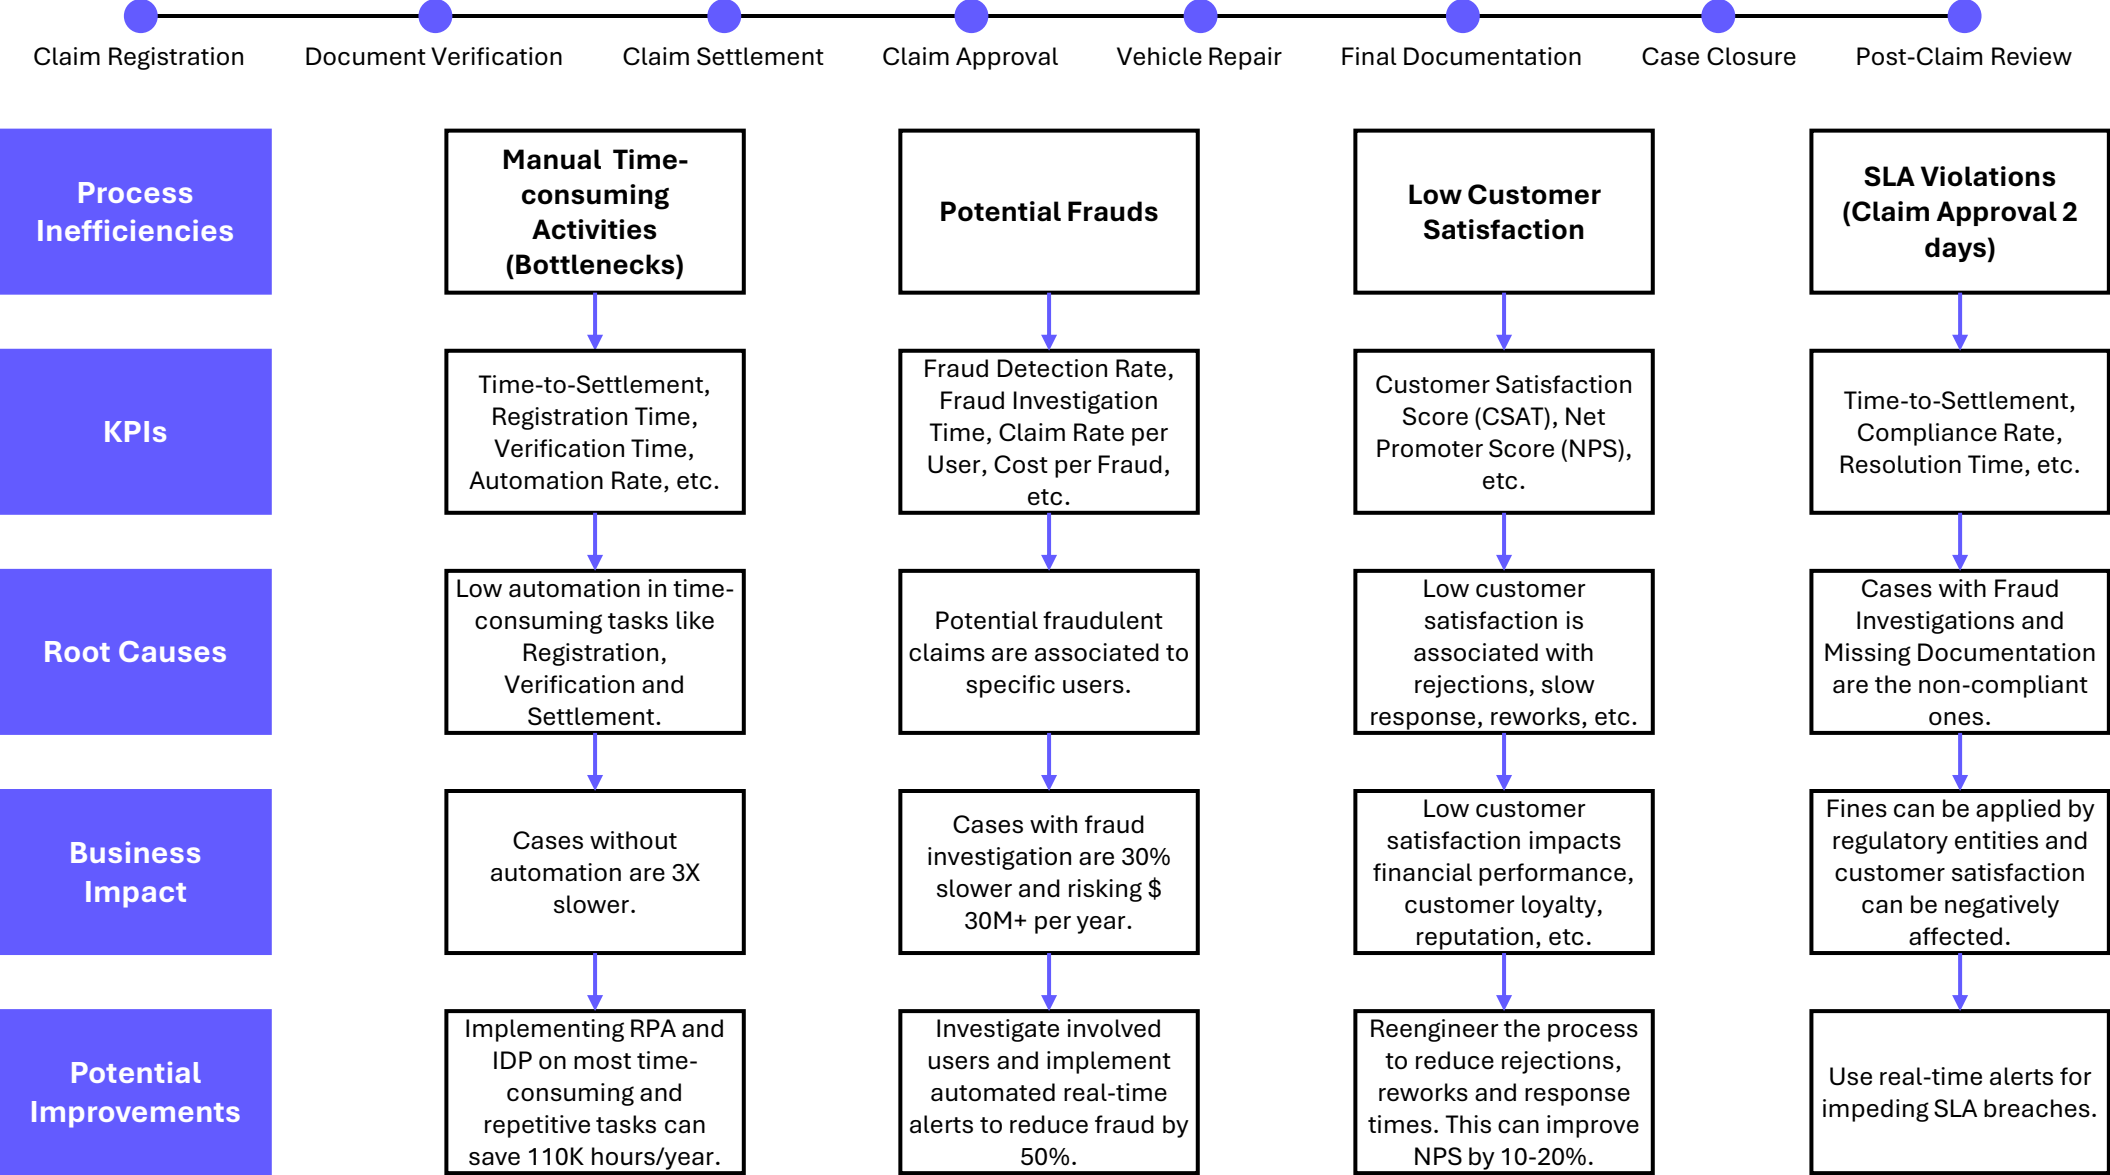 Claim Registration
Document Verification
Claim Settlement
Claim Approval
Vehicle Repair
Final Documentation
Case Closure
Post-Claim Review
Process
Inefficiencies
Manual Time-
consuming
Activities
(Bottlenecks)
Potential Frauds
Low Customer
Satisfaction
SLA Violations
(Claim Approval 2
days)
KPIs
Time-to-Settlement,
Registration Time,
Verification Time,
Automation Rate, etc.
Fraud Detection Rate,
Fraud Investigation
Time, Claim Rate per
User, Cost per Fraud,
etc.
Customer Satisfaction
Score (CSAT), Net
Promoter Score (NPS),
etc.
Time-to-Settlement,
Compliance Rate,
Resolution Time, etc.
Root Causes
Low automation in time-
consuming tasks like
Registration,
Verification and
Settlement.
Potential fraudulent
claims are associated to
specific users.
Low customer
satisfaction is
associated with
rejections, slow
response, reworks, etc.
Cases with Fraud
Investigations and
Missing Documentation
are the non-compliant
ones.
Business
Impact
Cases without
automation are 3X
slower.
Cases with fraud
investigation are 30%
slower and risking $
30M+ per year.
Low customer
satisfaction impacts
financial performance,
customer loyalty,
reputation, etc.
Fines can be applied by
regulatory entities and
customer satisfaction
can be negatively
affected.
Potential
Improvements
Implementing RPA and
IDP on most time-
consuming and
repetitive tasks can
save 110K hours/year.
Investigate involved
users and implement
automated real-time
alerts to reduce fraud by
50%.
Reengineer the process
to reduce rejections,
reworks and response
times. This can improve
NPS by 10-20%.
Use real-time alerts for
impeding SLA breaches.